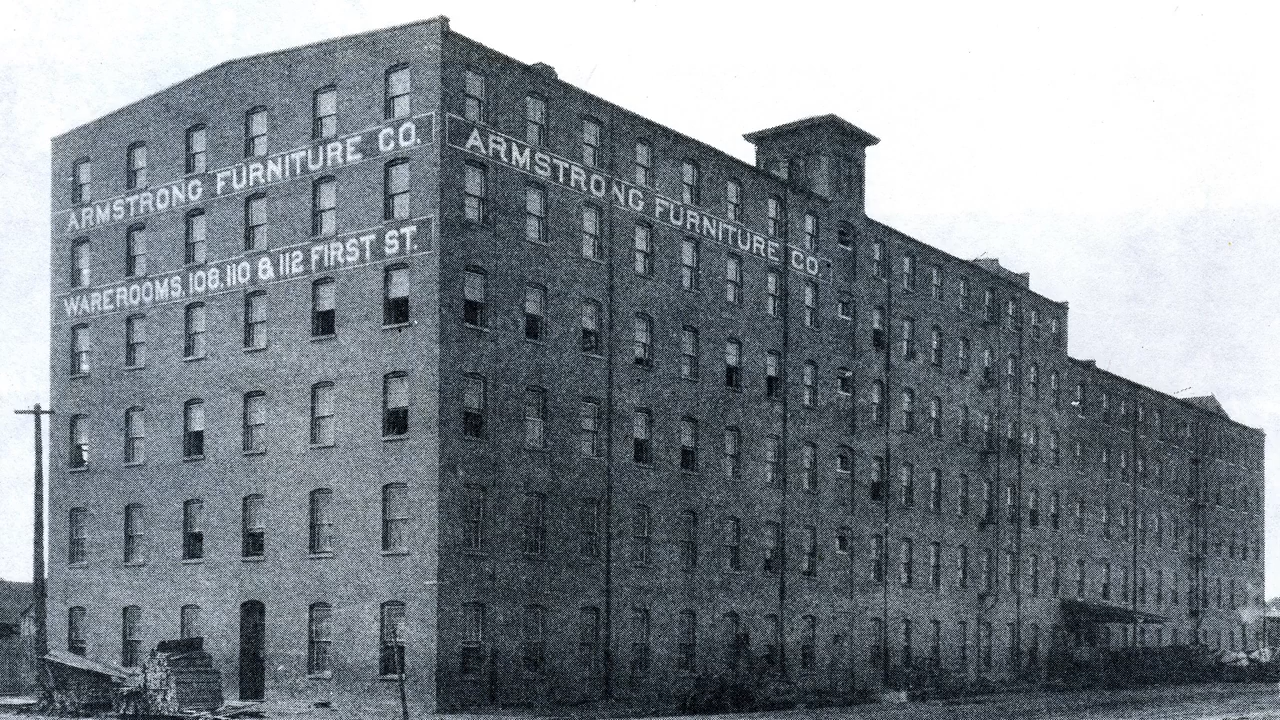 ARMSTRONG FURNITURE CO.
WAREROOMS, 108, 110 & 112 FIRST ST.
ARMSTRONG FURNITURE CO.